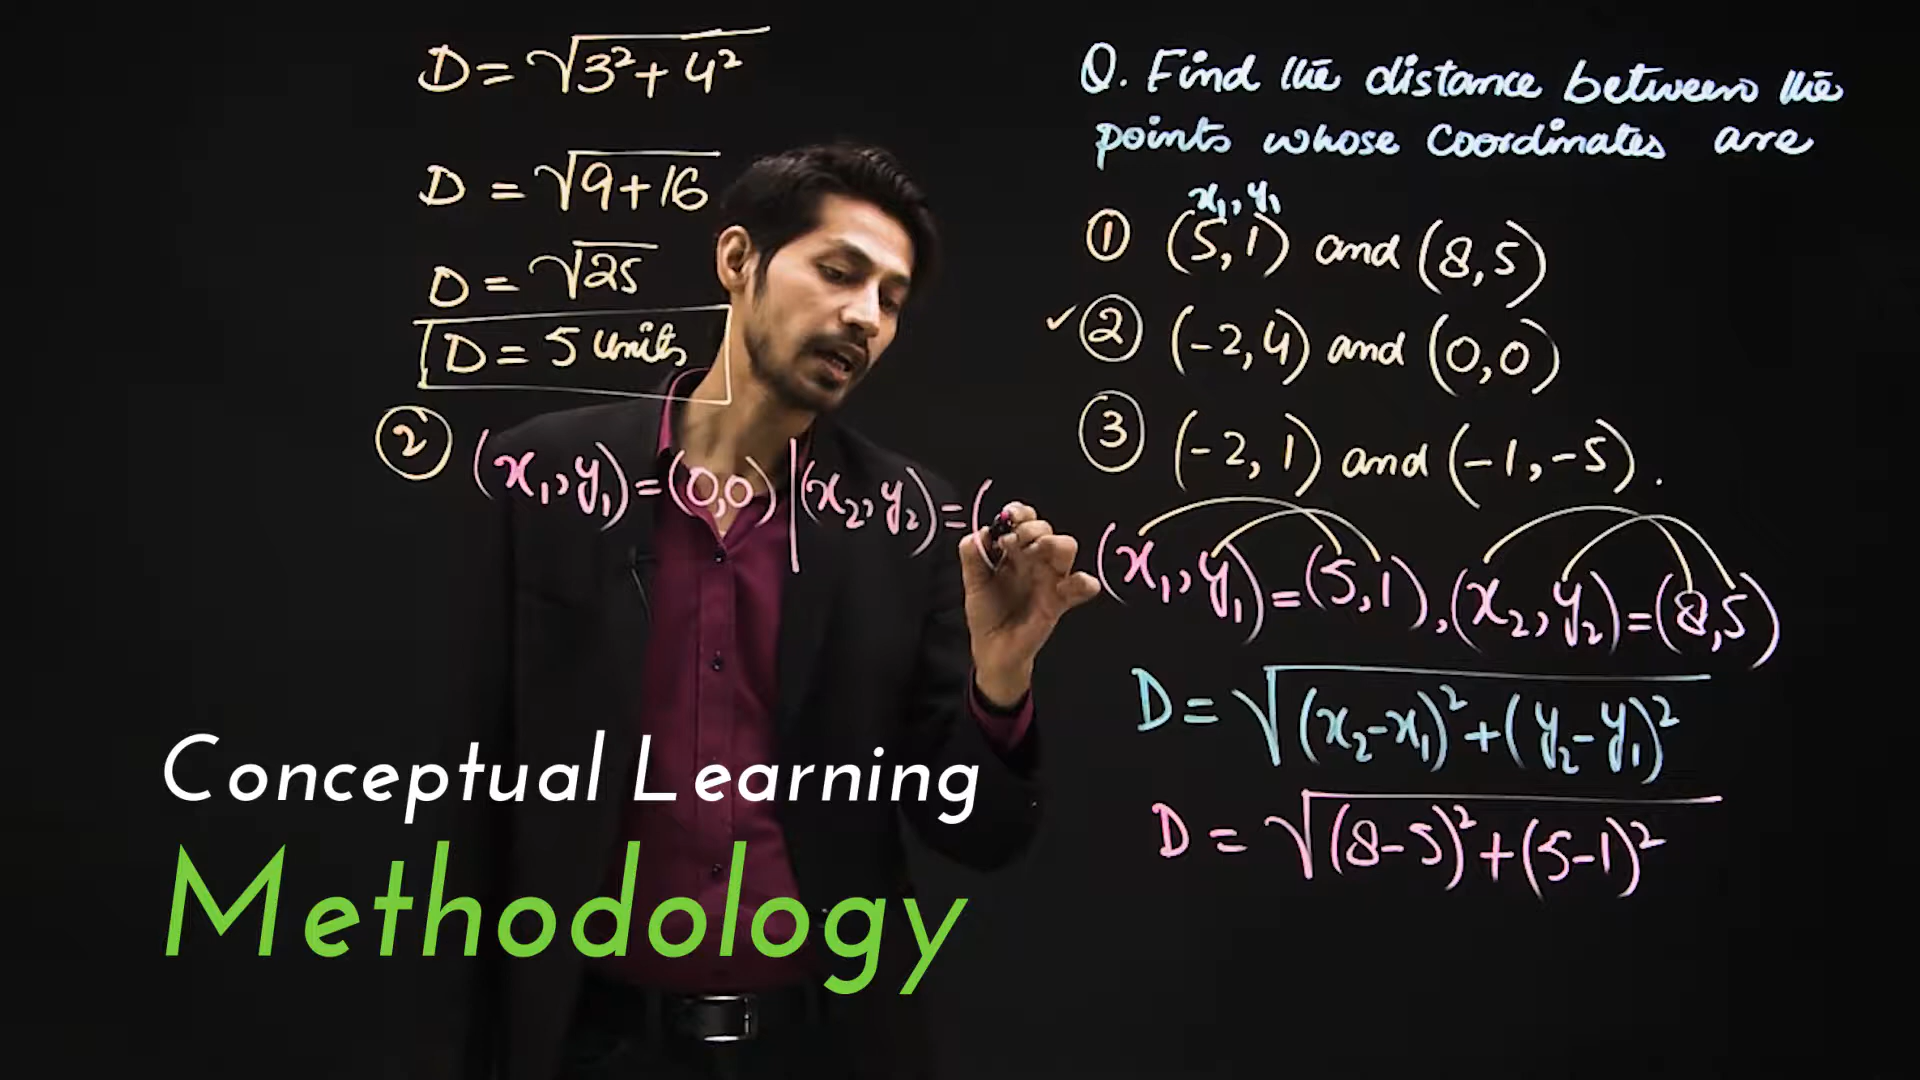 D = √3² + 4²
D = √9 + 16
D = √25
D = 5 units
② (x₁, y₁) = (0,0) | (x₂, y₂) = (
Q. Find the distance between the
points whose coordinates are
x₁, y₁
① (5, 1) and (8, 5)
✓ ② (-2, 4) and (0, 0)
③ (-2, 1) and (-1, -5).
(x₁, y₁) = (5, 1), (x₂, y₂) = (8, 5)
D = √(x₂ - x₁)² + (y₂ - y₁)²
D = √(8 - 5)² + (5 - 1)²
Conceptual Learning
Methodology